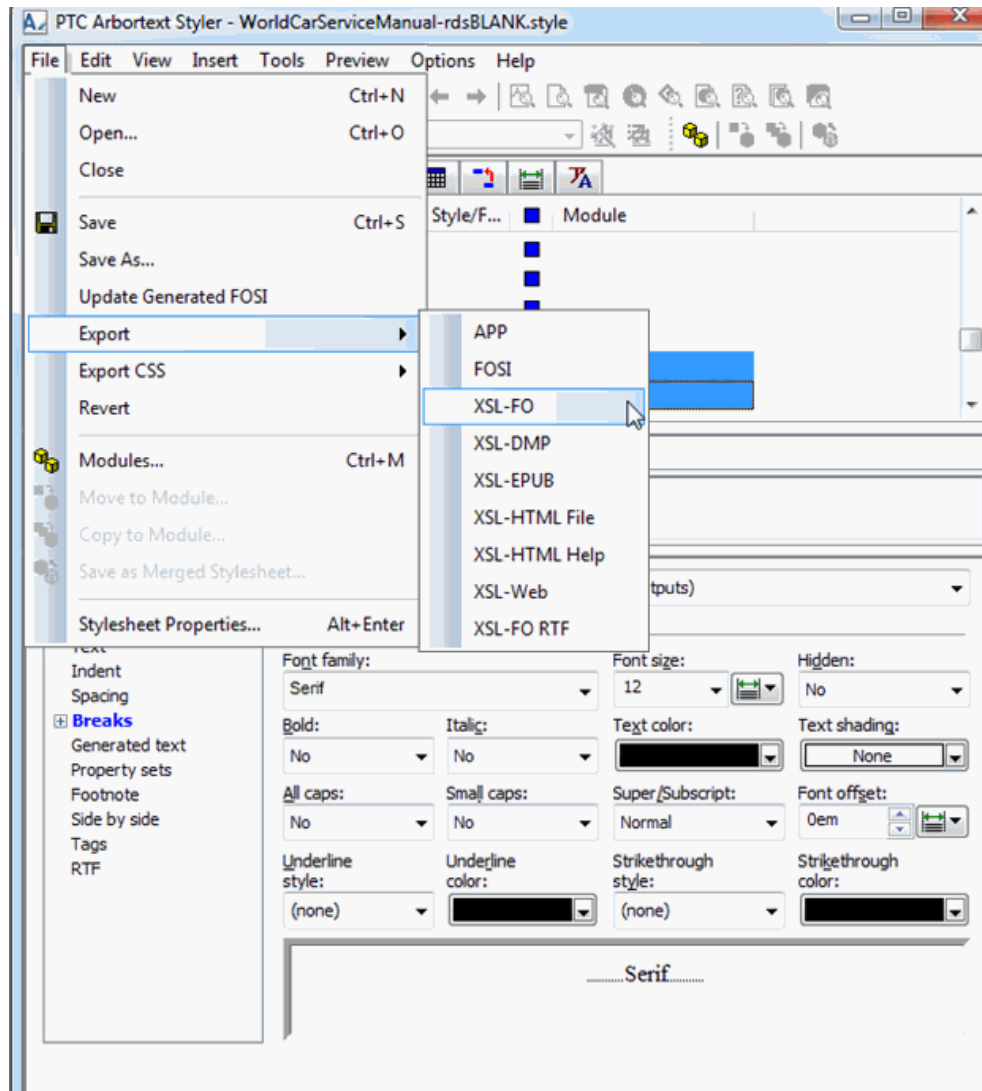 PTC Arbortext Styler - WorldCarServiceManual-rdsBLANK.style
File Edit View Insert Tools Preview Options Help
New Ctrl+N
Open... Ctrl+O
Close
Save Ctrl+S
Save As...
Update Generated FOSI
Export
Export CSS
Revert
Modules... Ctrl+M
Move to Module...
Copy to Module...
Save as Merged Stylesheet...
Stylesheet Properties... Alt+Enter
Style/F... Module
APP
FOSI
XSL-FO
XSL-DMP
XSL-EPUB
XSL-HTML File
XSL-HTML Help
XSL-Web
XSL-FO RTF
tputs)
Text
Indent
Spacing
Breaks
Generated text
Property sets
Footnote
Side by side
Tags
RTF
Font family: Font size: Hidden:
Serif 12 No
Bold: Italic: Text color: Text shading:
No No None
All caps: Small caps: Super/Subscript: Font offset:
No No Normal 0em
Underline style: Underline color: Strikethrough style: Strikethrough color:
(none) (none)
Serif